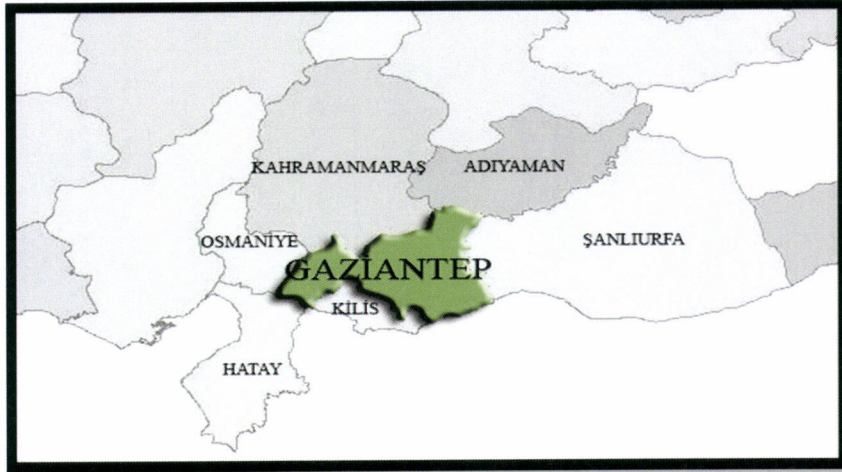 KAHRAMANMARAŞ
ADIYAMAN
OSMANİYE
ŞANLIURFA
GAZİANTEP
KİLİS
HATAY